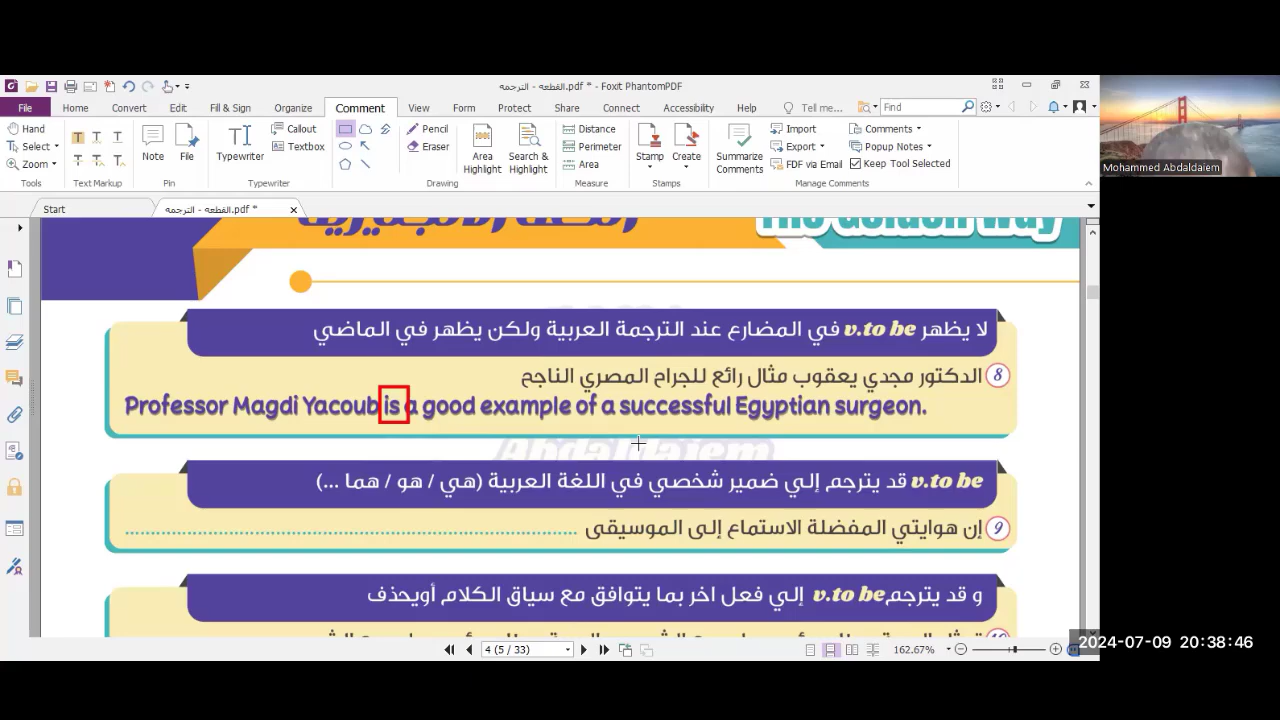 القطعه - الترجمه.pdf * - Foxit PhantomPDF
File Home Convert Edit Fill & Sign Organize Comment View Form Protect Share Connect Accessibility Help Tell me... Find
Hand
Select
Zoom
Tools
Text Markup
Note
File
Pin
Typewriter
Callout
Textbox
Typewriter
Pencil
Eraser
Area Highlight
Search & Highlight
Drawing
Distance
Perimeter
Area
Measure
Stamp
Create
Stamps
Summarize Comments
Import
Export
FDF via Email
Comments
Popup Notes
Keep Tool Selected
Manage Comments
Mohammed Abdaldaiem
Start
القطعه - الترجمه.pdf *
The Golden Way
لا يظهر v.to be في المضارع عند الترجمة العربية ولكن يظهر في الماضي
8 الدكتور مجدي يعقوب مثال رائع للجراح المصري الناجح
Professor Magdi Yacoub is a good example of a successful Egyptian surgeon.
Abdaldaiem
v.to be قد يترجم إلي ضمير شخصي في اللغة العربية (هي / هو / هما ...)
9 إن هوايتي المفضلة الاستماع إلى الموسيقى ........................................
و قد يترجم v.to be إلي فعل اخر بما يتوافق مع سياق الكلام أويحذف
4 (5 / 33)
162.67%
2024-07-09 20:38:46